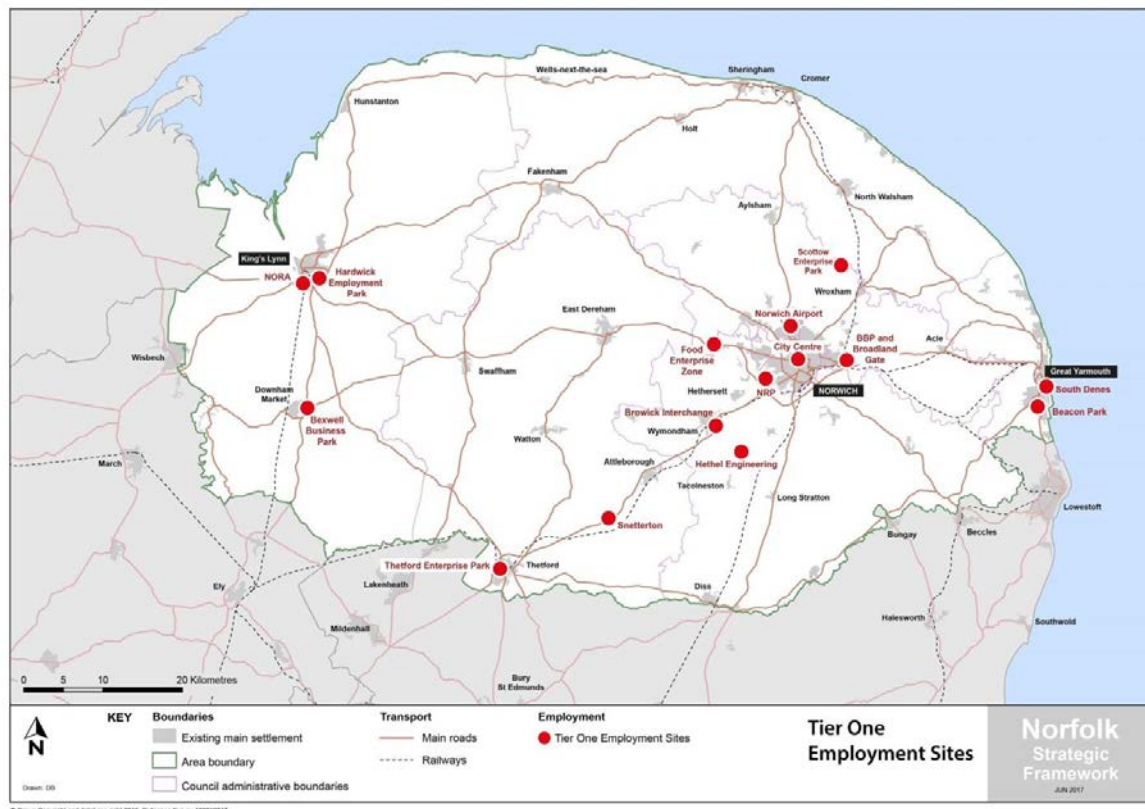 Wells-next-the-sea
Sheringham
Cromer
Hunstanton
Holt
Fakenham
North Walsham
Aylsham
King's Lynn
Scottow
Enterprise
Park
NORA
Hardwick
Employment
Park
Wroxham
East Dereham
Norwich Airport
City Centre
BBP and
Broadland
Gate
Acle
Food
Enterprise
Zone
Wisbech
Swaffham
Great Yarmouth
South Denes
Downham
Market
Hethersett
NRP
NORWICH
Beacon Park
Bexwell
Business
Park
Browick Interchange
Wymondham
Watton
March
Attleborough
Hethel Engineering
Tacolneston
Long Stratton
Lowestoft
Snetterton
Bungay
Beccles
Thetford Enterprise Park
Thetford
Ely
Lakenheath
Diss
Halesworth
Southwold
Mildenhall
Bury
St Edmunds
0 5 10 20 Kilometres
N
Drawn: DB
KEY
Boundaries
Existing main settlement
Area boundary
Council administrative boundaries
Transport
Main roads
Railways
Employment
Tier One Employment Sites
Tier One
Employment Sites
Norfolk
Strategic
Framework
JUN 2017